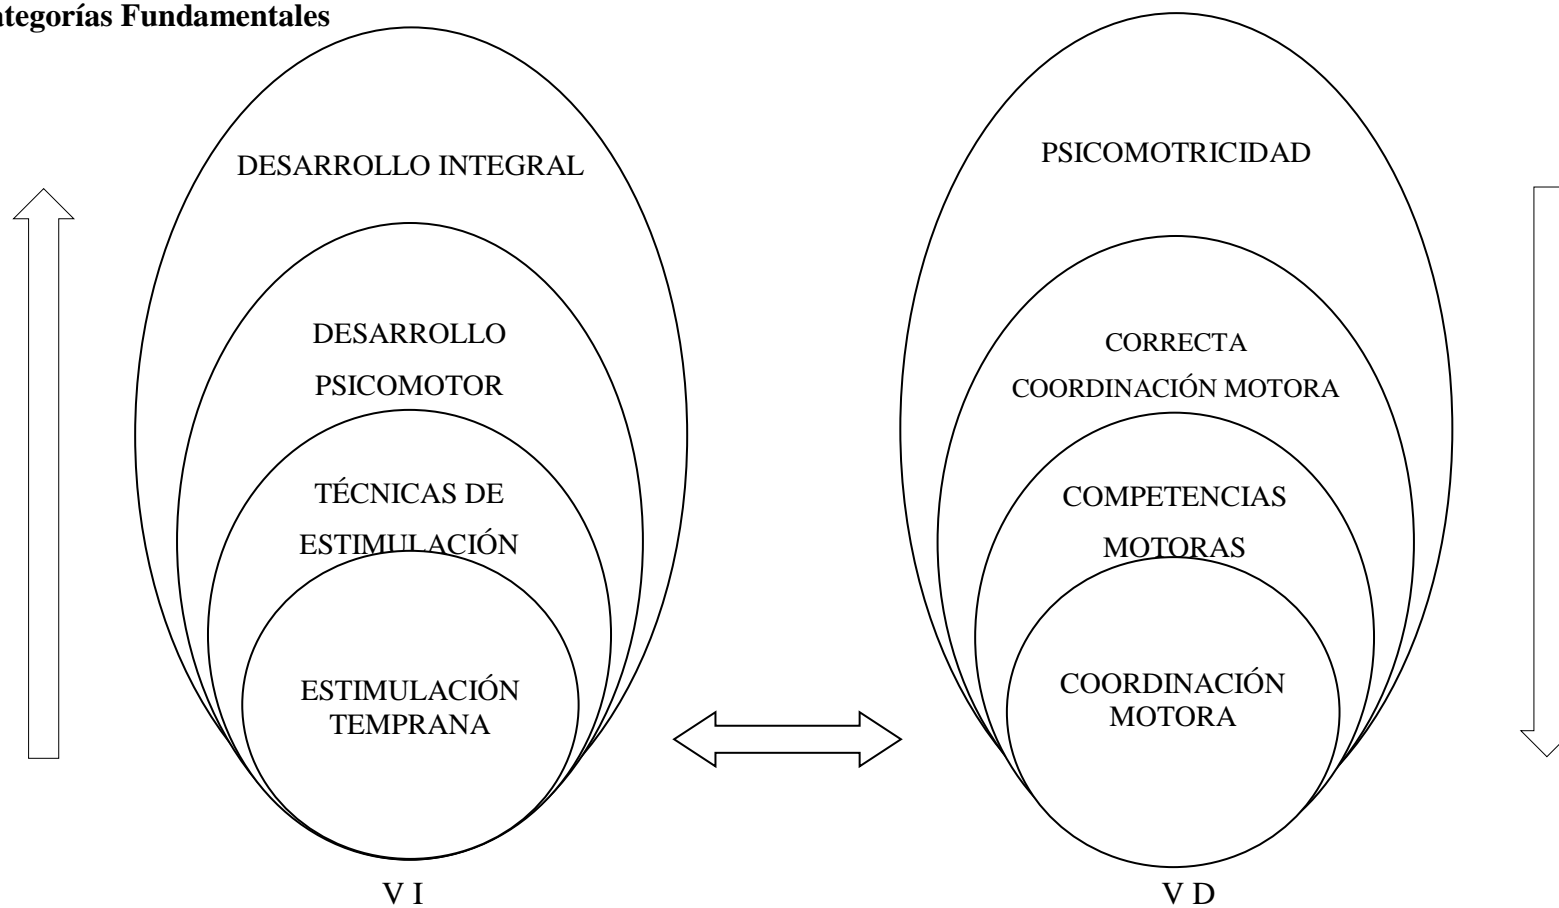 ategorías Fundamentales
DESARROLLO INTEGRAL
DESARROLLO
PSICOMOTOR
TÉCNICAS DE
ESTIMULACIÓN
ESTIMULACIÓN
TEMPRANA
V I
PSICOMOTRICIDAD
CORRECTA
COORDINACIÓN MOTORA
COMPETENCIAS
MOTORAS
COORDINACIÓN
MOTORA
V D